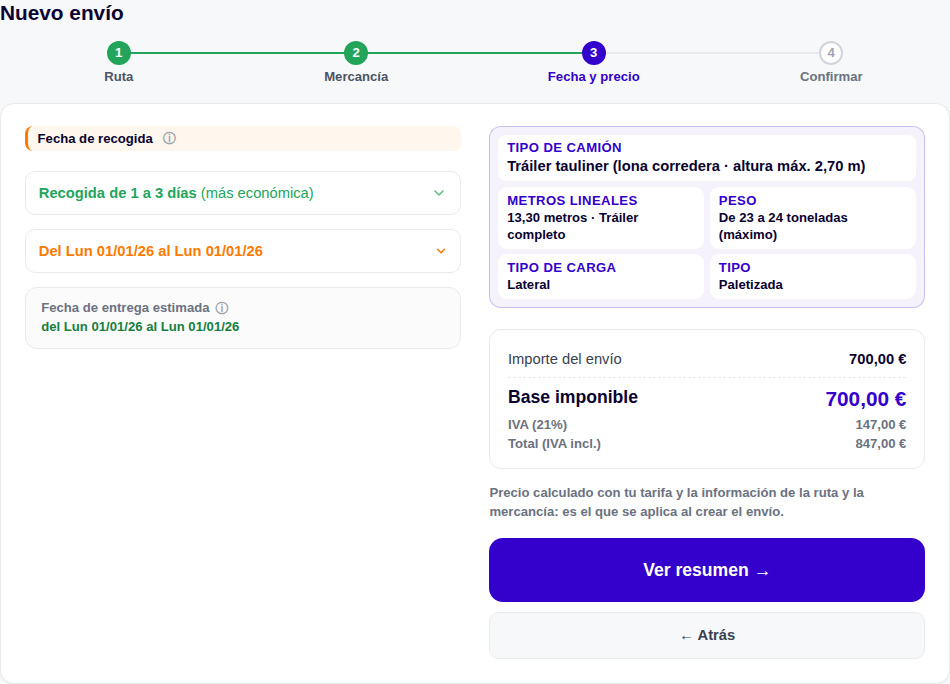 Nuevo envío
1
2
3
4
Ruta
Mercancía
Fecha y precio
Confirmar
Fecha de recogida ⓘ
Recogida de 1 a 3 días (más económica)
Del Lun 01/01/26 al Lun 01/01/26
Fecha de entrega estimada ⓘ
del Lun 01/01/26 al Lun 01/01/26
TIPO DE CAMIÓN
Tráiler tauliner (lona corredera · altura máx. 2,70 m)
METROS LINEALES
13,30 metros · Tráiler
completo
PESO
De 23 a 24 toneladas
(máximo)
TIPO DE CARGA
Lateral
TIPO
Paletizada
Importe del envío 700,00 €
Base imponible 700,00 €
IVA (21%) 147,00 €
Total (IVA incl.) 847,00 €
Precio calculado con tu tarifa y la información de la ruta y la
mercancía: es el que se aplica al crear el envío.
Ver resumen →
← Atrás